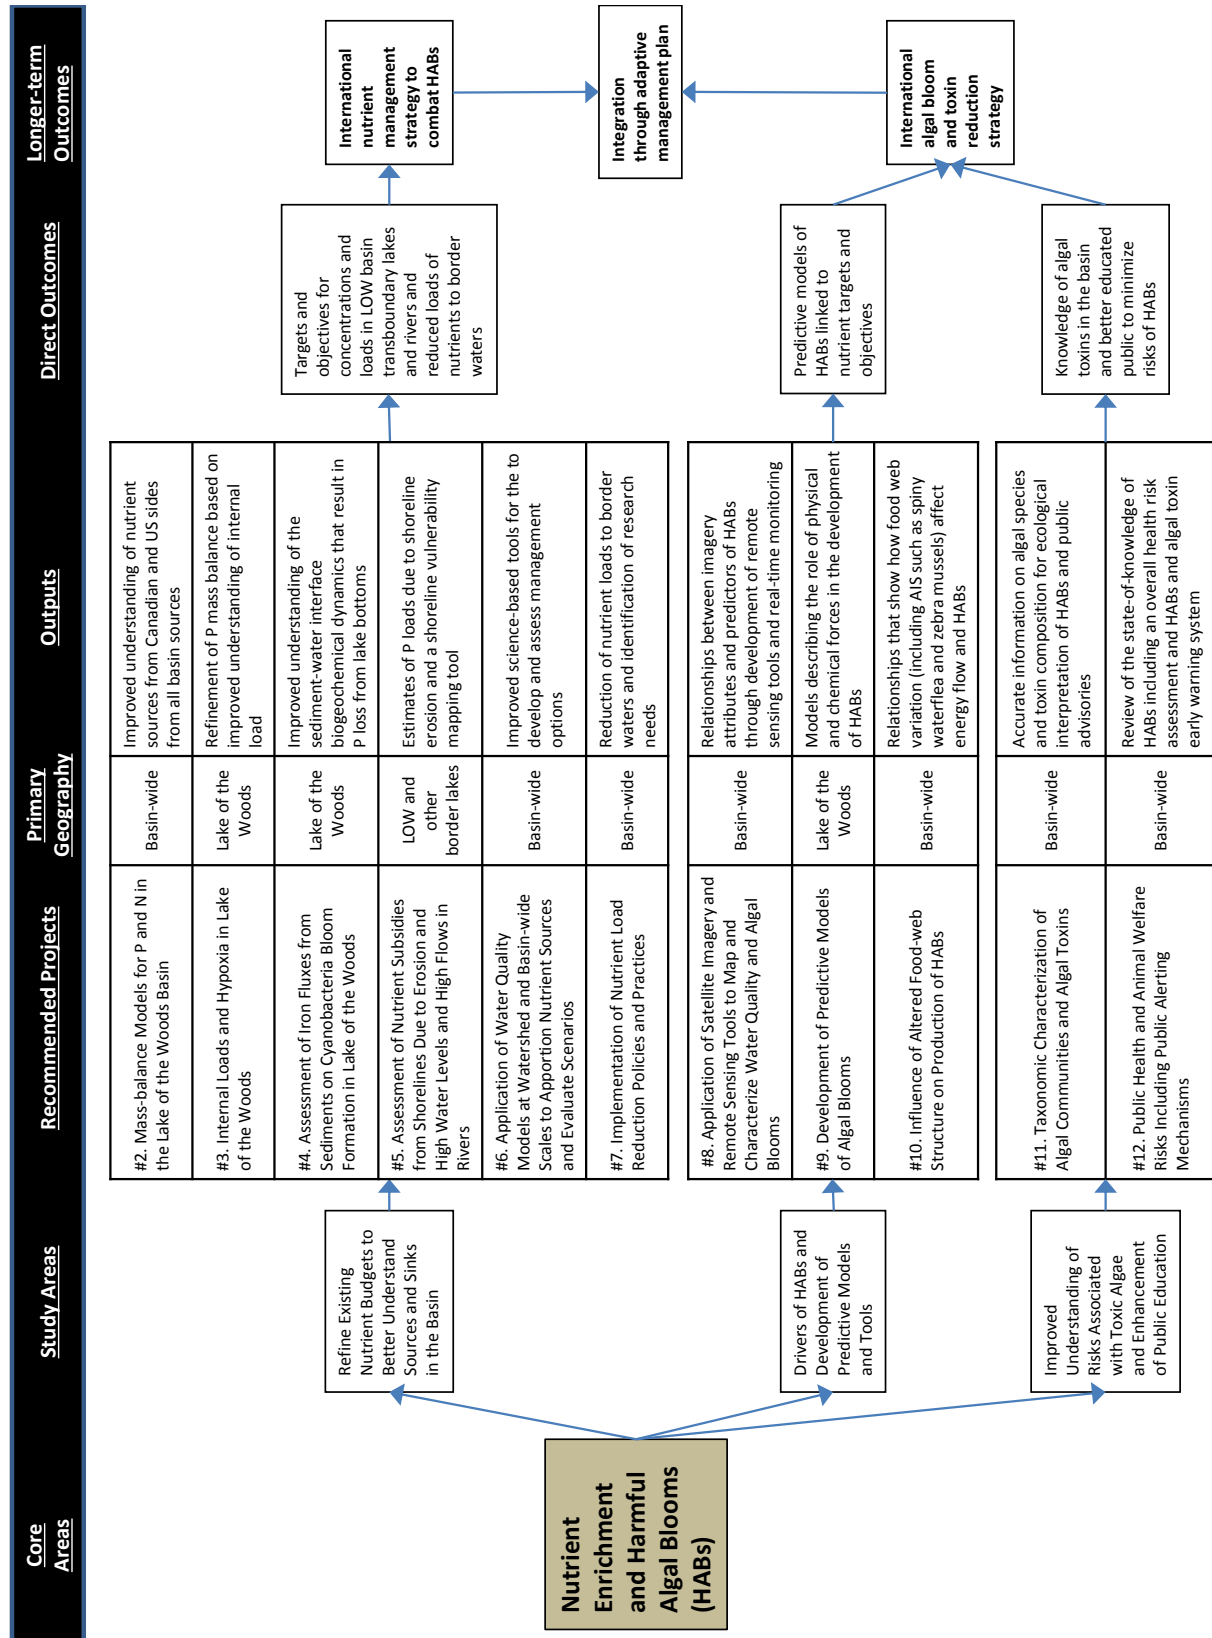 Core
Areas
Study Areas
Recommended Projects
Primary
Geography
Outputs
Direct Outcomes
Longer-term
Outcomes
Nutrient
Enrichment
and Harmful
Algal Blooms
(HABs)
Refine Existing
Nutrient Budgets to
Better Understand
Sources and Sinks
in the Basin
#2. Mass-balance Models for P and N in
the Lake of the Woods Basin
Basin-wide
Improved understanding of nutrient
sources from Canadian and US sides
from all basin sources
#3. Internal Loads and Hypoxia in Lake
of the Woods
Lake of the
Woods
Refinement of P mass balance based on
improved understanding of internal
load
#4. Assessment of Iron Fluxes from
Sediments on Cyanobacteria Bloom
Formation in Lake of the Woods
Lake of the
Woods
Improved understanding of the
sediment-water interface
biogeochemical dynamics that result in
P loss from lake bottoms
#5. Assessment of Nutrient Subsidies
from Shorelines Due to Erosion and
High Water Levels and High Flows in
Rivers
LOW and
other
border lakes
Estimates of P loads due to shoreline
erosion and a shoreline vulnerability
mapping tool
#6. Application of Water Quality
Models at Watershed and Basin-wide
Scales to Apportion Nutrient Sources
and Evaluate Scenarios
Basin-wide
Improved science-based tools for the to
develop and assess management
options
#7. Implementation of Nutrient Load
Reduction Policies and Practices
Basin-wide
Reduction of nutrient loads to border
waters and identification of research
needs
Targets and
objectives for
concentrations and
loads in LOW basin
transboundary lakes
and rivers and
reduced loads of
nutrients to border
waters
International
nutrient
management
strategy to
combat HABs
Integration
through adaptive
management plan
Drivers of HABs and
Development of
Predictive Models
and Tools
#8. Application of Satellite Imagery and
Remote Sensing Tools to Map and
Characterize Water Quality and Algal
Blooms
Basin-wide
Relationships between imagery
attributes and predictors of HABs
through development of remote
sensing tools and real-time monitoring
#9. Development of Predictive Models
of Algal Blooms
Lake of the
Woods
Models describing the role of physical
and chemical forces in the development
of HABs
#10. Influence of Altered Food-web
Structure on Production of HABs
Basin-wide
Relationships that show how food web
variation (including AIS such as spiny
waterflea and zebra mussels) affect
energy flow and HABs
Predictive models of
HABs linked to
nutrient targets and
objectives
International
algal bloom
and toxin
reduction
strategy
Improved
Understanding of
Risks Associated
with Toxic Algae
and Enhancement
of Public Education
#11. Taxonomic Characterization of
Algal Communities and Algal Toxins
Basin-wide
Accurate information on algal species
and toxin composition for ecological
interpretation of HABs and public
advisories
#12. Public Health and Animal Welfare
Risks Including Public Alerting
Mechanisms
Basin-wide
Review of the state-of-knowledge of
HABs including an overall health risk
assessment and HABs and algal toxin
early warning system
Knowledge of algal
toxins in the basin
and better educated
public to minimize
risks of HABs